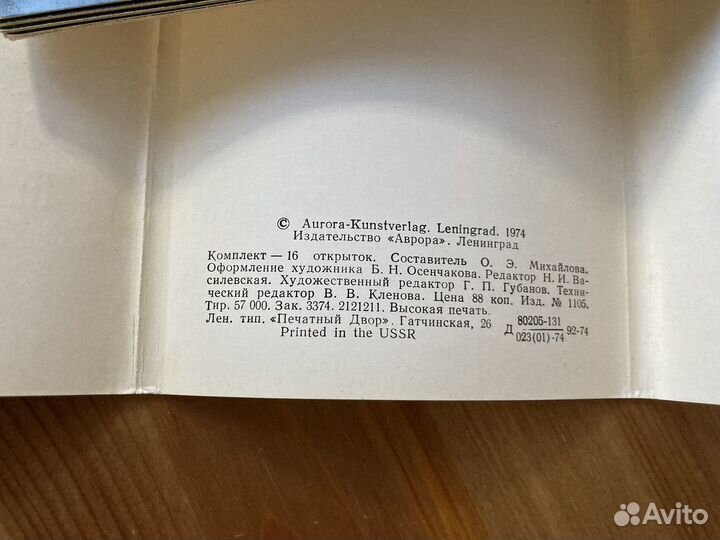 © Aurora-Kunstverlag. Leningrad. 1974
Издательство «Аврора». Ленинград
Комплект — 16 открыток. Составитель О. Э. Михайлова.
Оформление художника Б. Н. Осенчакова. Редактор Н. И. Ва-
силевская. Художественный редактор Г. П. Губанов. Техни-
ческий редактор В. В. Кленова. Цена 88 коп. Изд. № 1105.
Тир. 57 000. Зак. 3374. 2121211. Высокая печать.
Лен. тип. «Печатный Двор». Гатчинская, 26
Printed in the USSR
Д 80205-131 92-74
023(01)-74
Avito